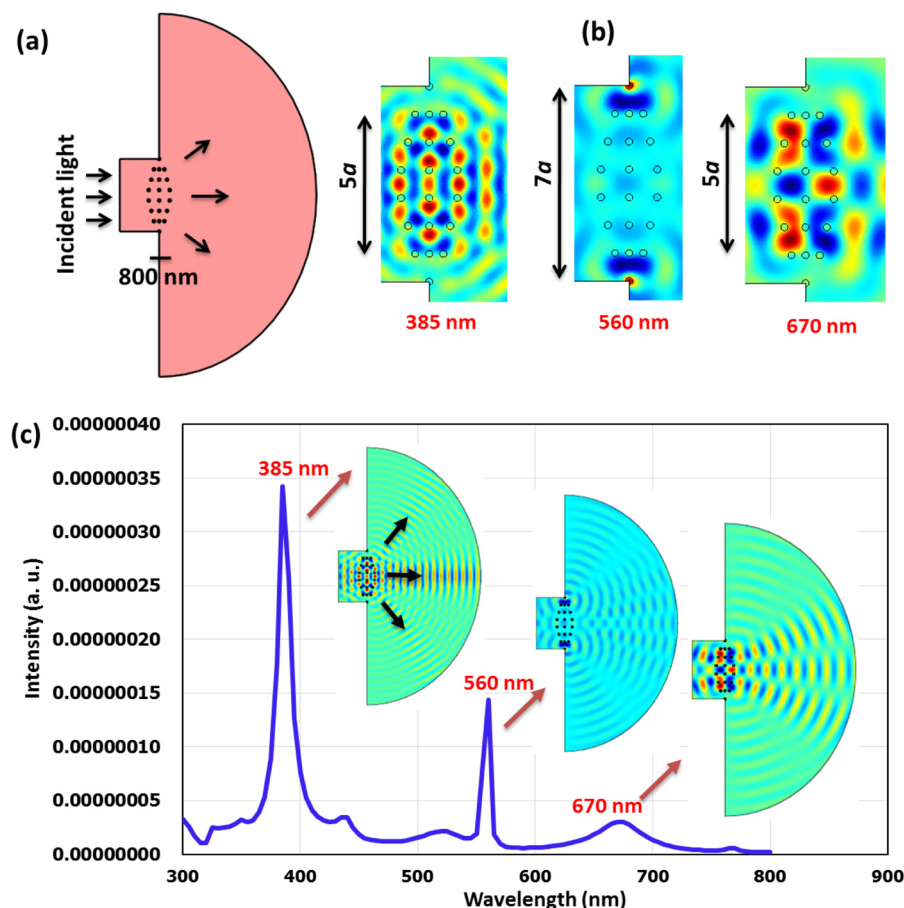 (a)
Incident light
800 nm
5a
385 nm
(b)
7a
560 nm
5a
670 nm
(c)
Intensity (a. u.)
0.00000040
0.00000035
0.00000030
0.00000025
0.00000020
0.00000015
0.00000010
0.00000005
0.00000000
385 nm
560 nm
670 nm
300 400 500 600 700 800 900
Wavelength (nm)